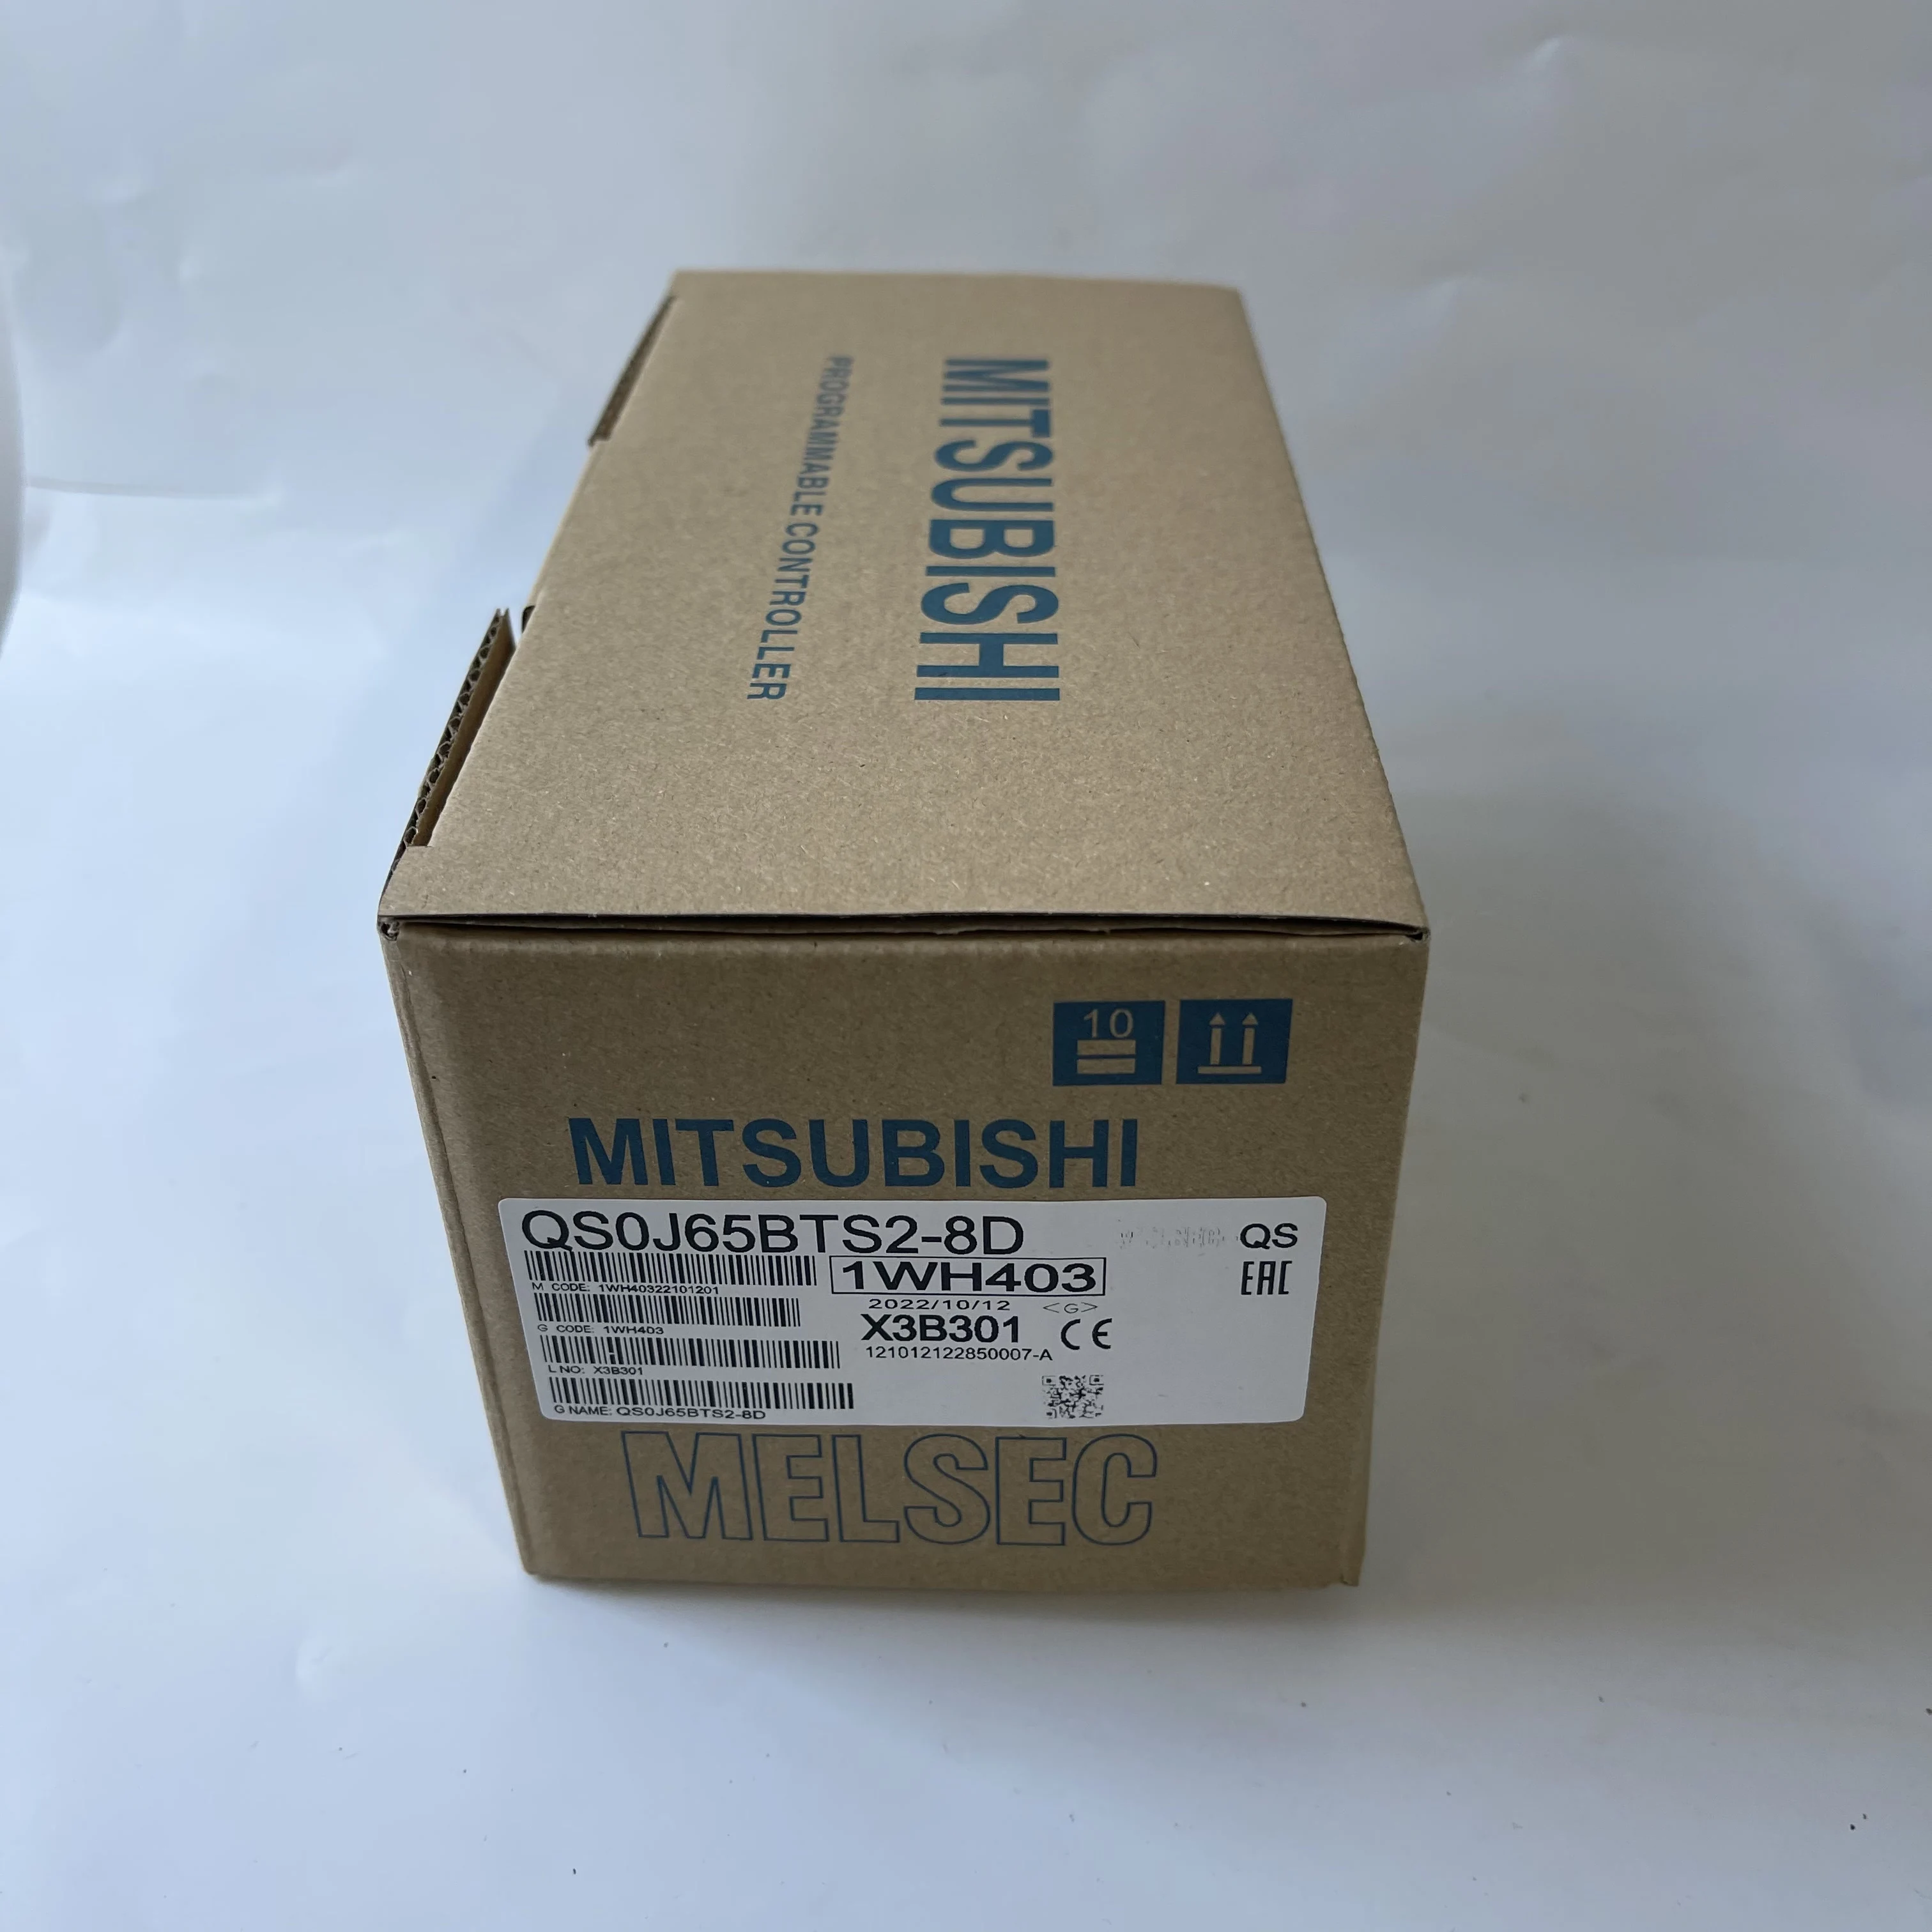 MITSUBISHI
PROGRAMMABLE CONTROLLER
10
MITSUBISHI
QS0J65BTS2-8D
QS
1WH403
EAC
M CODE: 1WH40322101201
2022/10/12 <G>
G CODE: 1WH403
X3B301 CE
121012122850007-A
L NO: X3B301
G NAME: QS0J65BTS2-8D
MELSEC